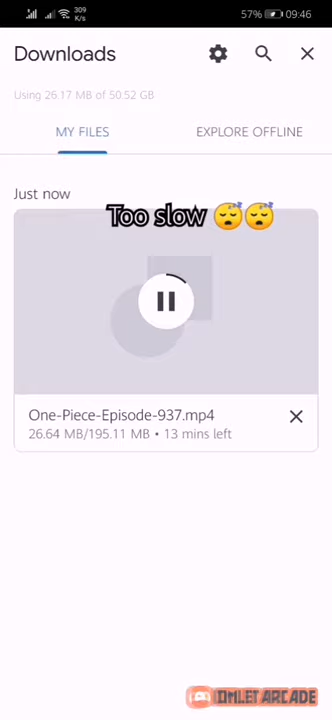 309
K/s
57% 09:46
Downloads
Using 26.17 MB of 50.52 GB
MY FILES EXPLORE OFFLINE
Just now
Too slow 😴😴
One-Piece-Episode-937.mp4
26.64 MB/195.11 MB • 13 mins left
OMLET ARCADE